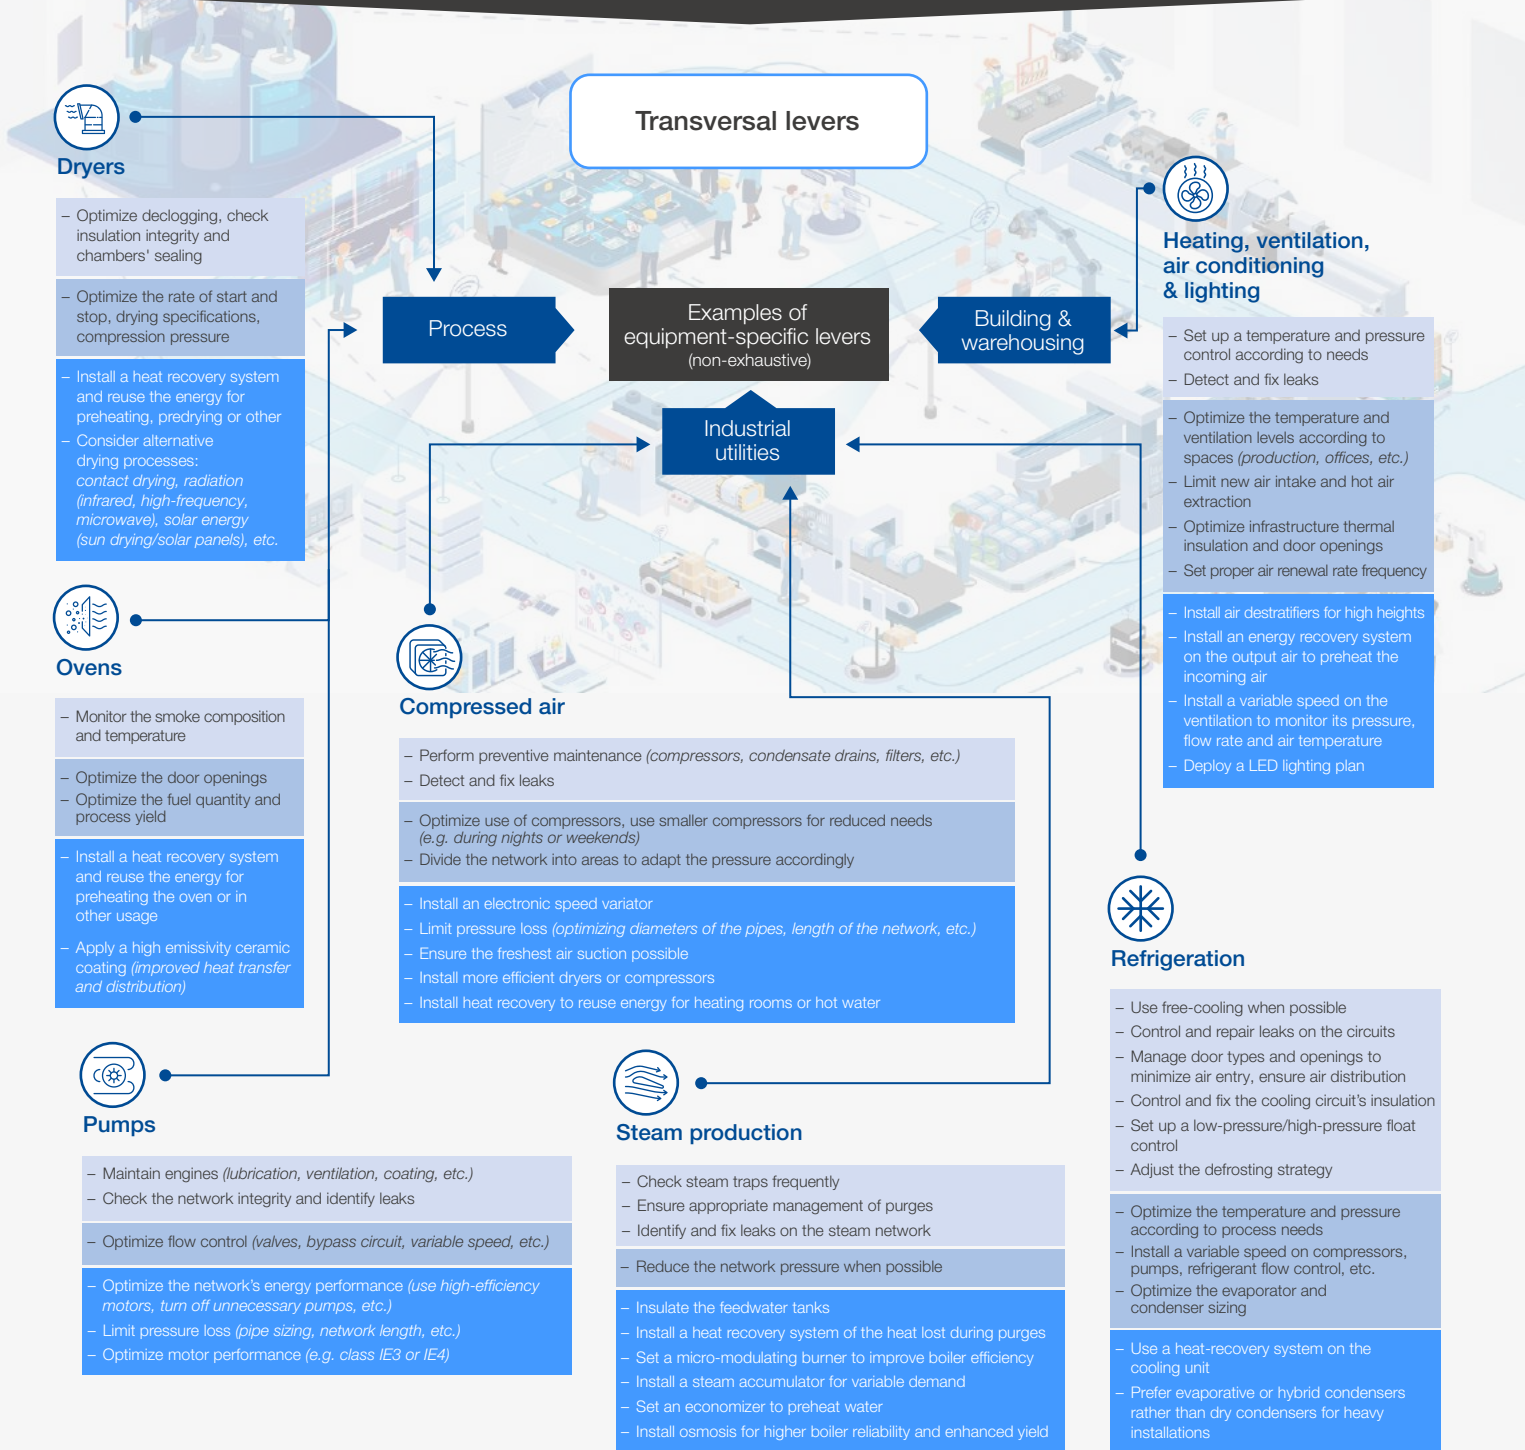 Transversal levers
Dryers
– Optimize declogging, check
insulation integrity and
chambers' sealing
– Optimize the rate of start and
stop, drying specifications,
compression pressure
– Install a heat recovery system
and reuse the energy for
preheating, predrying or other
– Consider alternative
drying processes:
contact drying, radiation
(infrared, high-frequency,
microwave), solar energy
(sun drying/solar panels), etc.
Process
Examples of
equipment-specific levers
(non-exhaustive)
Building &
warehousing
Industrial
utilities
Heating, ventilation,
air conditioning
& lighting
– Set up a temperature and pressure
control according to needs
– Detect and fix leaks
– Optimize the temperature and
ventilation levels according to
spaces (production, offices, etc.)
– Limit new air intake and hot air
extraction
– Optimize infrastructure thermal
insulation and door openings
– Set proper air renewal rate frequency
– Install air destratifiers for high heights
– Install an energy recovery system
on the output air to preheat the
incoming air
– Install a variable speed on the
ventilation to monitor its pressure,
flow rate and air temperature
– Deploy a LED lighting plan
Ovens
– Monitor the smoke composition
and temperature
– Optimize the door openings
– Optimize the fuel quantity and
process yield
– Install a heat recovery system
and reuse the energy for
preheating the oven or in
other usage
– Apply a high emissivity ceramic
coating (improved heat transfer
and distribution)
Compressed air
– Perform preventive maintenance (compressors, condensate drains, filters, etc.)
– Detect and fix leaks
– Optimize use of compressors, use smaller compressors for reduced needs
(e.g. during nights or weekends)
– Divide the network into areas to adapt the pressure accordingly
– Install an electronic speed variator
– Limit pressure loss (optimizing diameters of the pipes, length of the network, etc.)
– Ensure the freshest air suction possible
– Install more efficient dryers or compressors
– Install heat recovery to reuse energy for heating rooms or hot water
Pumps
– Maintain engines (lubrication, ventilation, coating, etc.)
– Check the network integrity and identify leaks
– Optimize flow control (valves, bypass circuit, variable speed, etc.)
– Optimize the network’s energy performance (use high-efficiency
motors, turn off unnecessary pumps, etc.)
– Limit pressure loss (pipe sizing, network length, etc.)
– Optimize motor performance (e.g. class IE3 or IE4)
Steam production
– Check steam traps frequently
– Ensure appropriate management of purges
– Identify and fix leaks on the steam network
– Reduce the network pressure when possible
– Insulate the feedwater tanks
– Install a heat recovery system of the heat lost during purges
– Set a micro-modulating burner to improve boiler efficiency
– Install a steam accumulator for variable demand
– Set an economizer to preheat water
– Install osmosis for higher boiler reliability and enhanced yield
Refrigeration
– Use free-cooling when possible
– Control and repair leaks on the circuits
– Manage door types and openings to
minimize air entry, ensure air distribution
– Control and fix the cooling circuit’s insulation
– Set up a low-pressure/high-pressure float
control
– Adjust the defrosting strategy
– Optimize the temperature and pressure
according to process needs
– Install a variable speed on compressors,
pumps, refrigerant flow control, etc.
– Optimize the evaporator and
condenser sizing
– Use a heat-recovery system on the
cooling unit
– Prefer evaporative or hybrid condensers
rather than dry condensers for heavy
installations